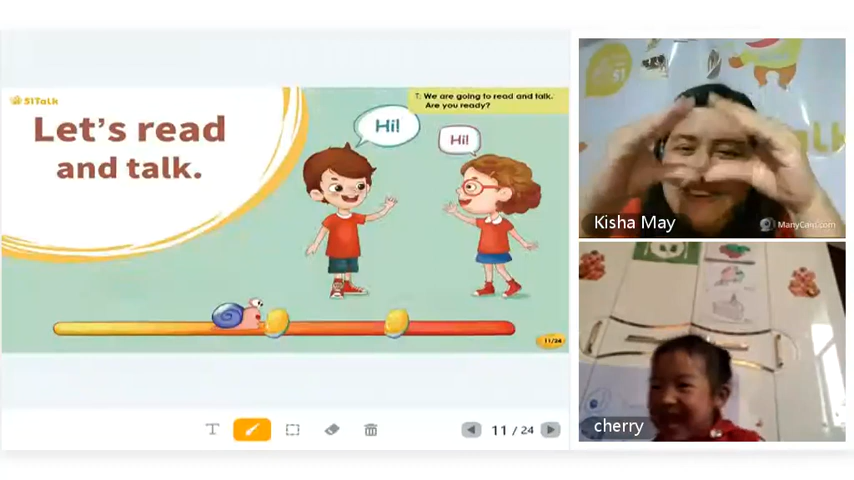 51Talk
T: We are going to read and talk.
Are you ready?
Let's read
and talk.
Hi!
Hi!
11/24
T
11 / 24
Kisha May
ManyCam.com
cherry